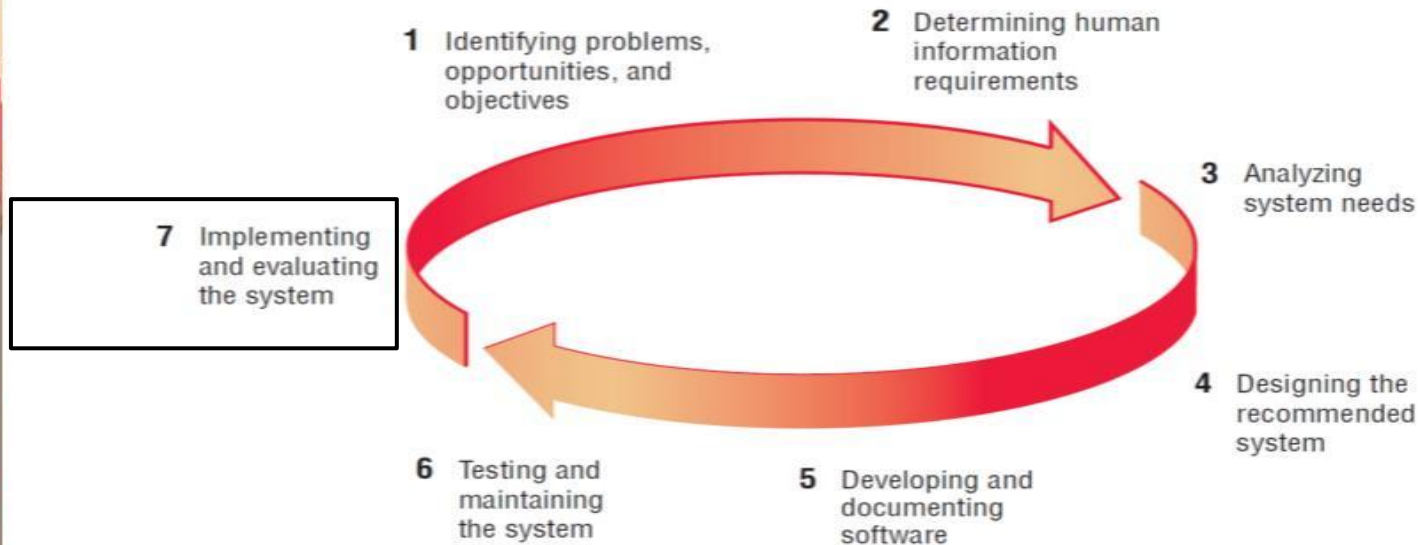 1 Identifying problems,
opportunities, and
objectives
2 Determining human
information
requirements
3 Analyzing
system needs
4 Designing the
recommended
system
5 Developing and
documenting
software
6 Testing and
maintaining
the system
7 Implementing
and evaluating
the system